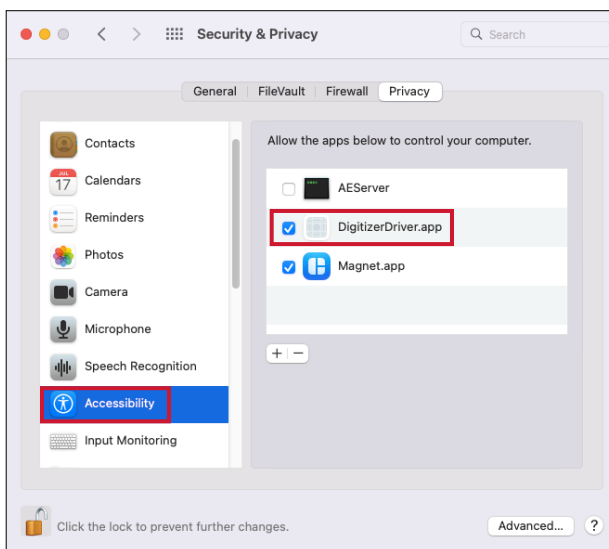 Security & Privacy
Search
General
FileVault
Firewall
Privacy
Contacts
JUL
17
Calendars
Reminders
Photos
Camera
Microphone
Speech Recognition
Accessibility
Input Monitoring
Allow the apps below to control your computer.
AEServer
DigitizerDriver.app
Magnet.app
Click the lock to prevent further changes.
Advanced...
?